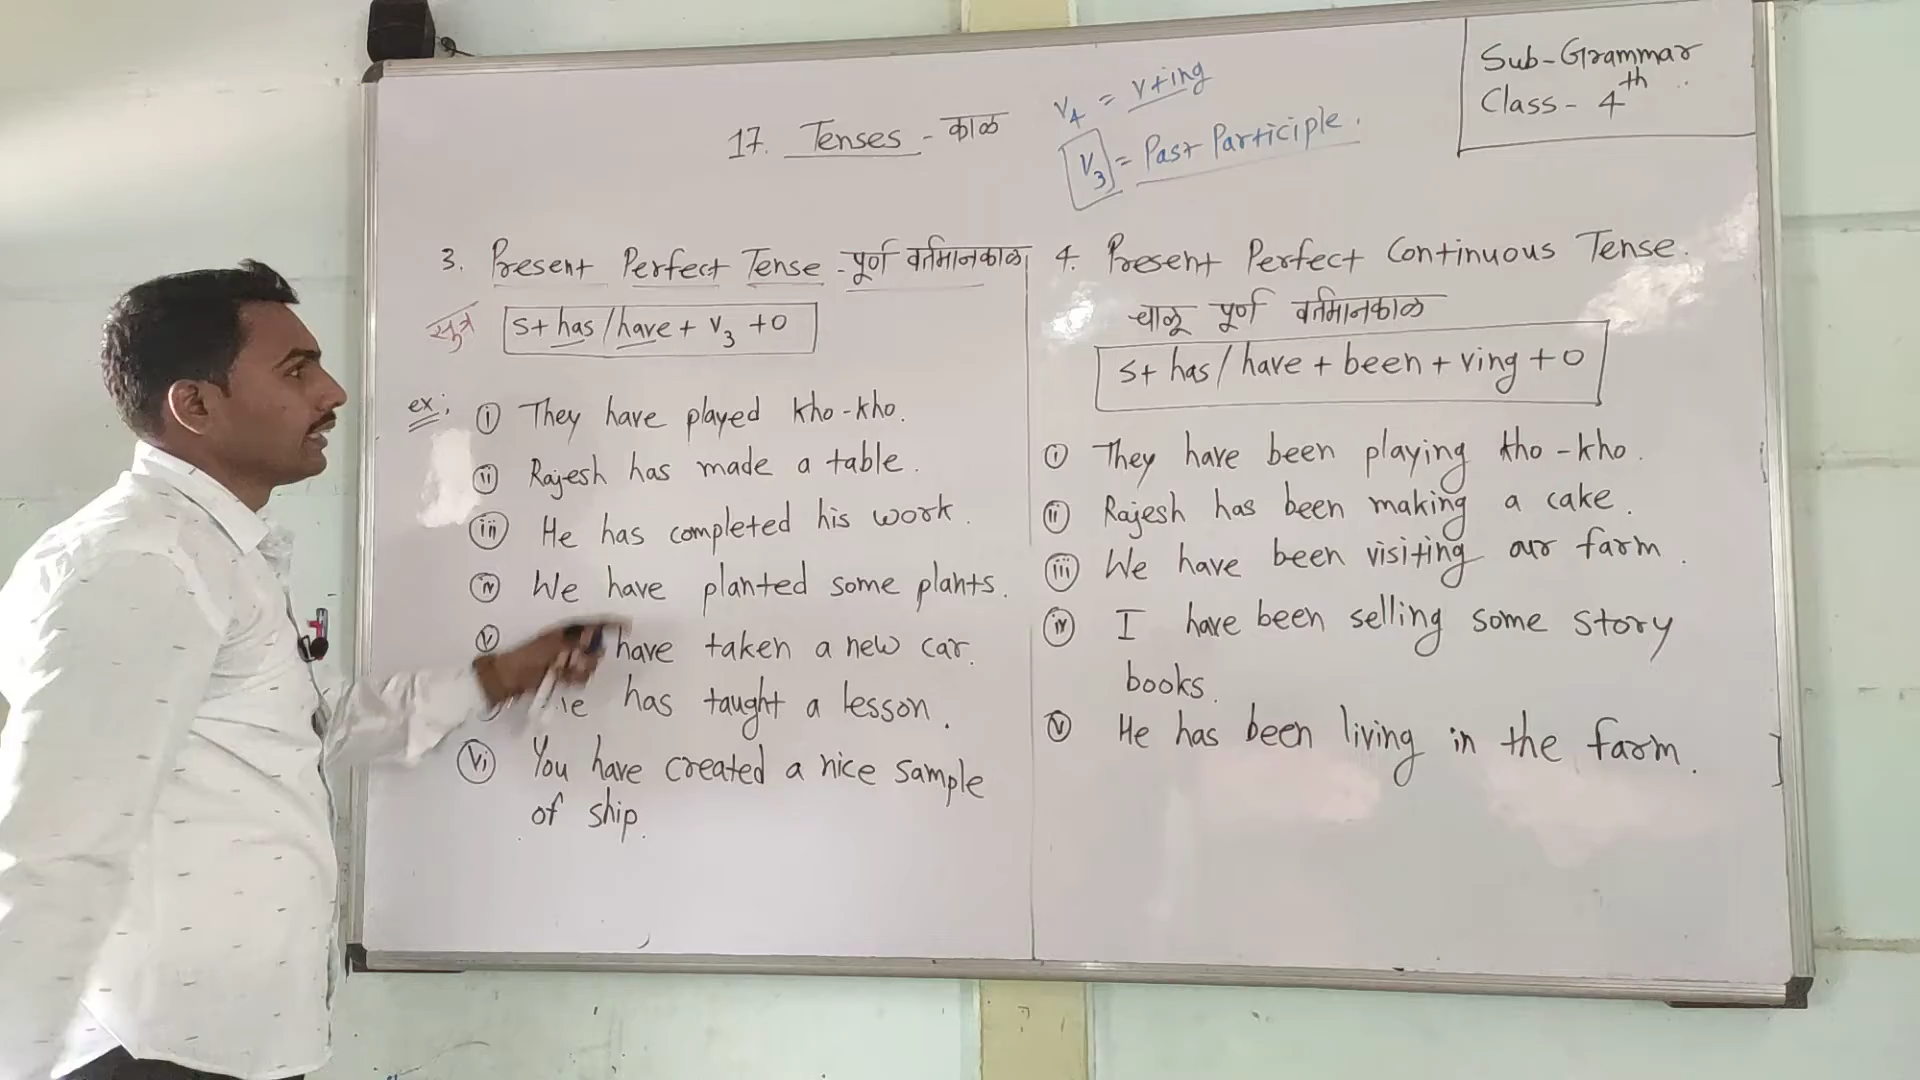 Sub-Grammar
Class- 4th
17. Tenses - काळ
V4 = V+ing
V3 = Past Participle.
3. Present Perfect Tense - पूर्ण वर्तमानकाळ
सूत्र S+ has/have + V3 +O
ex: (i) They have played kho-kho.
(ii) Rajesh has made a table.
(iii) He has completed his work.
(iv) We have planted some plants.
(v) have taken a new car.
has taught a lesson.
(vi) You have created a nice sample
of ship.
4. Present Perfect Continuous Tense.
चालू पूर्ण वर्तमानकाळ
S+ has/ have + been + ving + O
(i) They have been playing kho-kho.
(ii) Rajesh has been making a cake.
(iii) We have been visiting our farm.
(iv) I have been selling some story
books.
(v) He has been living in the farm.